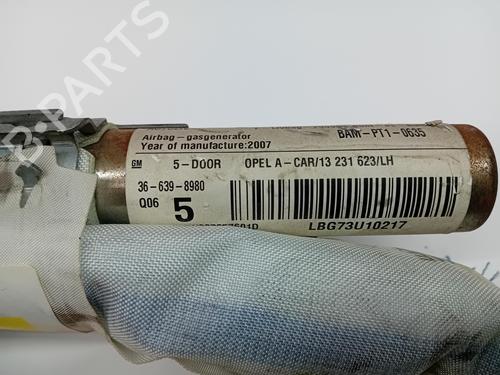 B-PARTS
Airbag-gasgenerator
Year of manufacture:2007
BAM-PT1-0635
GM 5-DOOR OPEL A-CAR/13 231 623/LH
36-639-8980
Q06 5
LBG73U10217